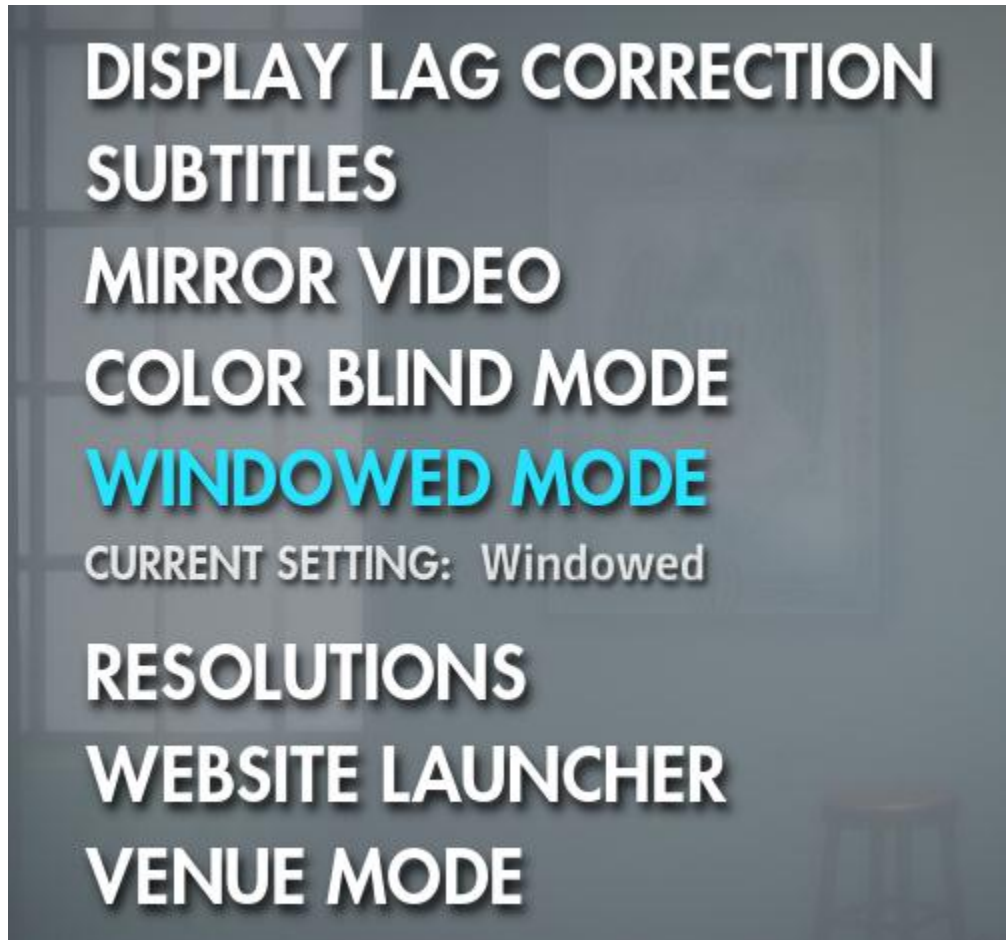 DISPLAY LAG CORRECTION
SUBTITLES
MIRROR VIDEO
COLOR BLIND MODE
WINDOWED MODE
CURRENT SETTING: Windowed
RESOLUTIONS
WEBSITE LAUNCHER
VENUE MODE